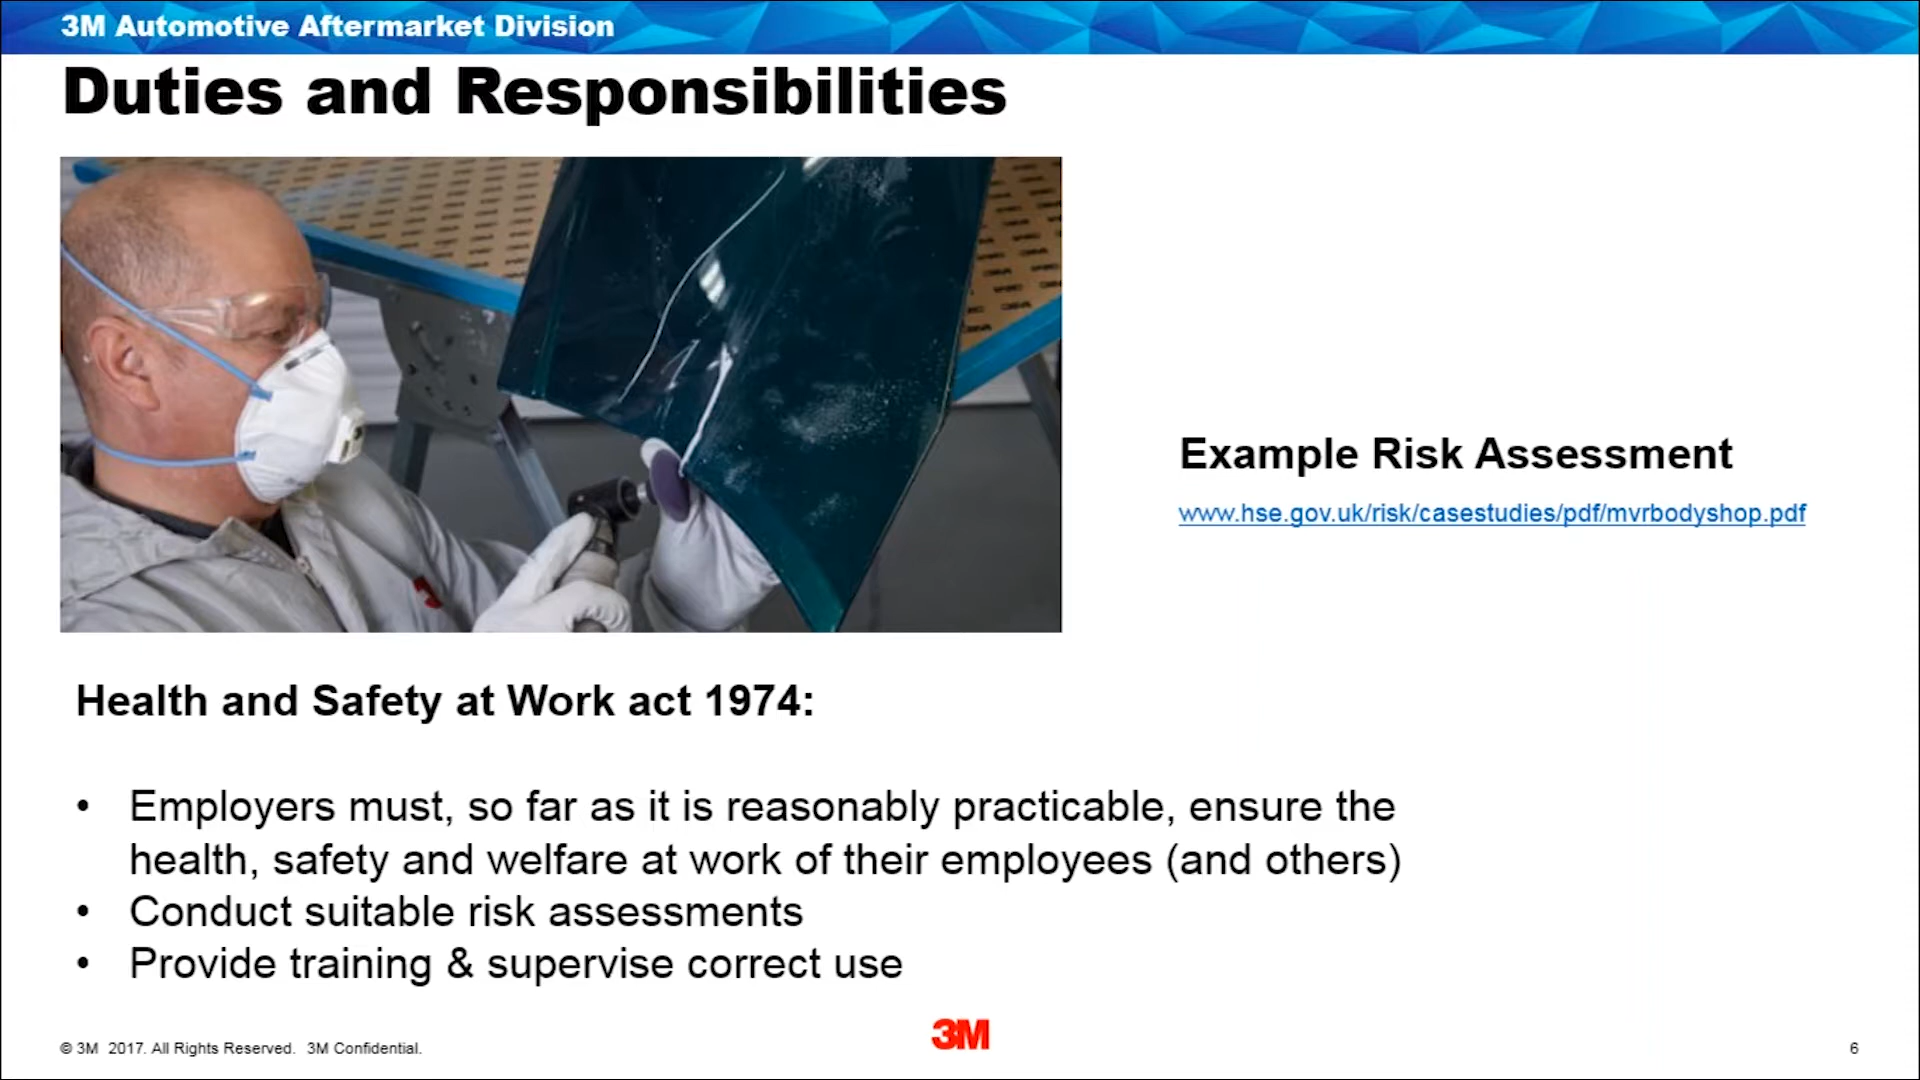 3M Automotive Aftermarket Division
Duties and Responsibilities
Example Risk Assessment
www.hse.gov.uk/risk/casestudies/pdf/mvrbodyshop.pdf
Health and Safety at Work act 1974:
• Employers must, so far as it is reasonably practicable, ensure the
health, safety and welfare at work of their employees (and others)
• Conduct suitable risk assessments
• Provide training & supervise correct use
© 3M 2017. All Rights Reserved. 3M Confidential.
3M
6